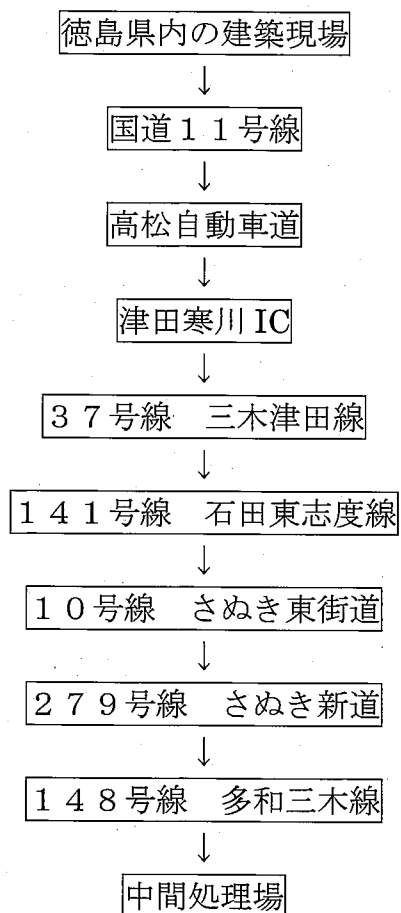 徳島県内の建築現場
↓
国道１１号線
↓
高松自動車道
↓
津田寒川 IC
↓
３７号線　三木津田線
↓
１４１号線　石田東志度線
↓
１０号線　さぬき東街道
↓
２７９号線　さぬき新道
↓
１４８号線　多和三木線
↓
中間処理場